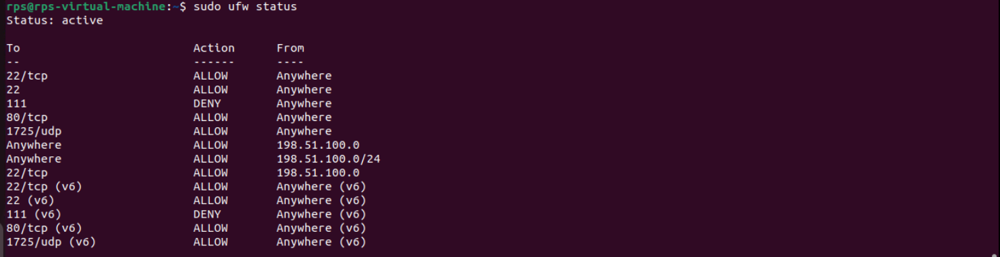 rps@rps-virtual-machine:~$ sudo ufw status
Status: active
To Action From
-- ------ ----
22/tcp ALLOW Anywhere
22 ALLOW Anywhere
111 DENY Anywhere
80/tcp ALLOW Anywhere
1725/udp ALLOW Anywhere
Anywhere ALLOW 198.51.100.0
Anywhere ALLOW 198.51.100.0/24
22/tcp ALLOW 198.51.100.0
22/tcp (v6) ALLOW Anywhere (v6)
22 (v6) ALLOW Anywhere (v6)
111 (v6) DENY Anywhere (v6)
80/tcp (v6) ALLOW Anywhere (v6)
1725/udp (v6) ALLOW Anywhere (v6)